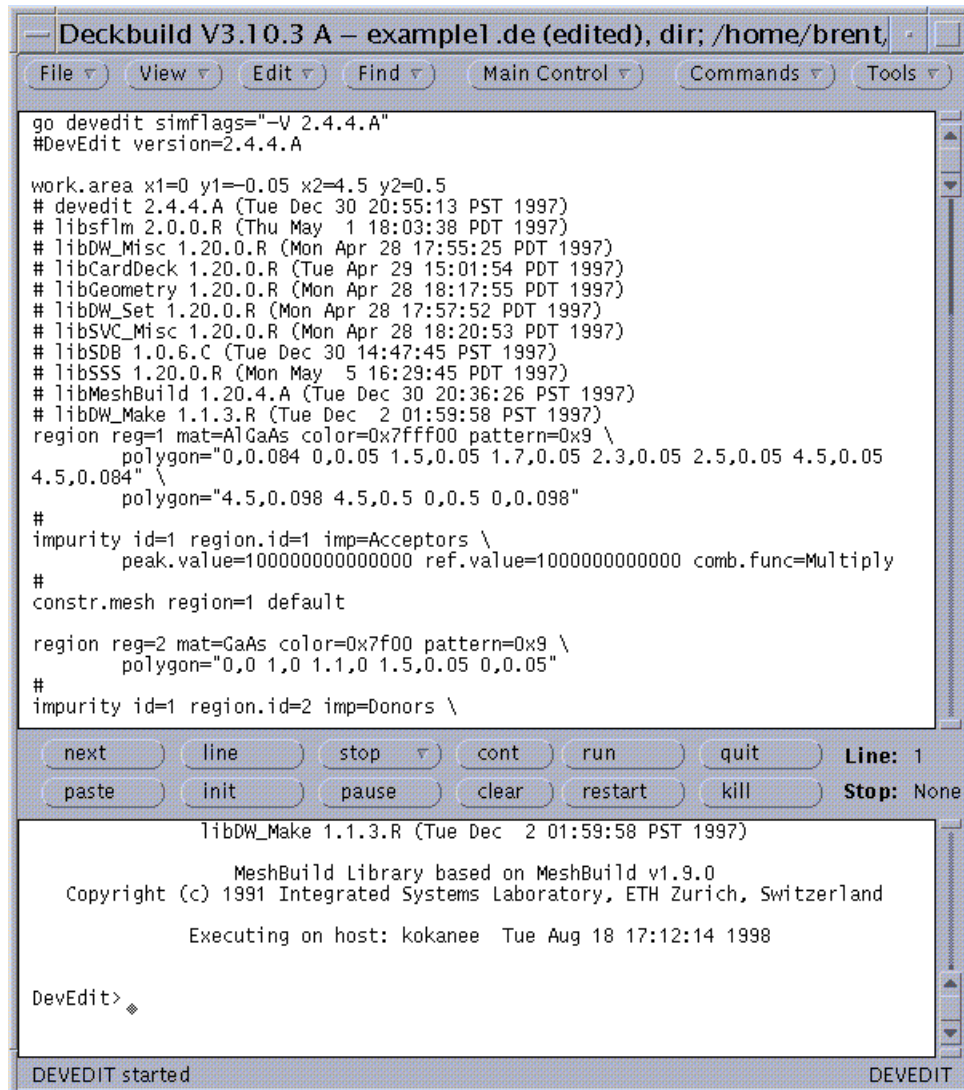 Deckbuild V3.10.3 A – example1.de (edited), dir; /home/brent,
File View Edit Find Main Control Commands Tools
go devedit simflags="-V 2.4.4.A"
#DevEdit version=2.4.4.A
work.area x1=0 y1=-0.05 x2=4.5 y2=0.5
# devedit 2.4.4.A (Tue Dec 30 20:55:13 PST 1997)
# libsflm 2.0.0.R (Thu May  1 18:03:38 PDT 1997)
# libDW_Misc 1.20.0.R (Mon Apr 28 17:55:25 PDT 1997)
# libCardDeck 1.20.0.R (Tue Apr 29 15:01:54 PDT 1997)
# libGeometry 1.20.0.R (Mon Apr 28 18:17:55 PDT 1997)
# libDW_Set 1.20.0.R (Mon Apr 28 17:57:52 PDT 1997)
# libSVC_Misc 1.20.0.R (Mon Apr 28 18:20:53 PDT 1997)
# libSDB 1.0.6.C (Tue Dec 30 14:47:45 PST 1997)
# libSSS 1.20.0.R (Mon May  5 16:29:45 PDT 1997)
# libMeshBuild 1.20.4.A (Tue Dec 30 20:36:26 PST 1997)
# libDW_Make 1.1.3.R (Tue Dec  2 01:59:58 PST 1997)
region reg=1 mat=AlGaAs color=0x7fff00 pattern=0x9 \
polygon="0,0.084 0,0.05 1.5,0.05 1.7,0.05 2.3,0.05 2.5,0.05 4.5,0.05
4.5,0.084" \
polygon="4.5,0.098 4.5,0.5 0,0.5 0,0.098"
#
impurity id=1 region.id=1 imp=Acceptors \
peak.value=100000000000000 ref.value=1000000000000 comb.func=Multiply
#
constr.mesh region=1 default
region reg=2 mat=GaAs color=0x7f00 pattern=0x9 \
polygon="0,0 1,0 1.1,0 1.5,0.05 0,0.05"
#
impurity id=1 region.id=2 imp=Donors \
next line stop cont run quit Line: 1
paste init pause clear restart kill Stop: None
libDW_Make 1.1.3.R (Tue Dec  2 01:59:58 PST 1997)
MeshBuild Library based on MeshBuild v1.9.0
Copyright (c) 1991 Integrated Systems Laboratory, ETH Zurich, Switzerland
Executing on host: kokanee  Tue Aug 18 17:12:14 1998
DevEdit>
DEVEDIT started DEVEDIT